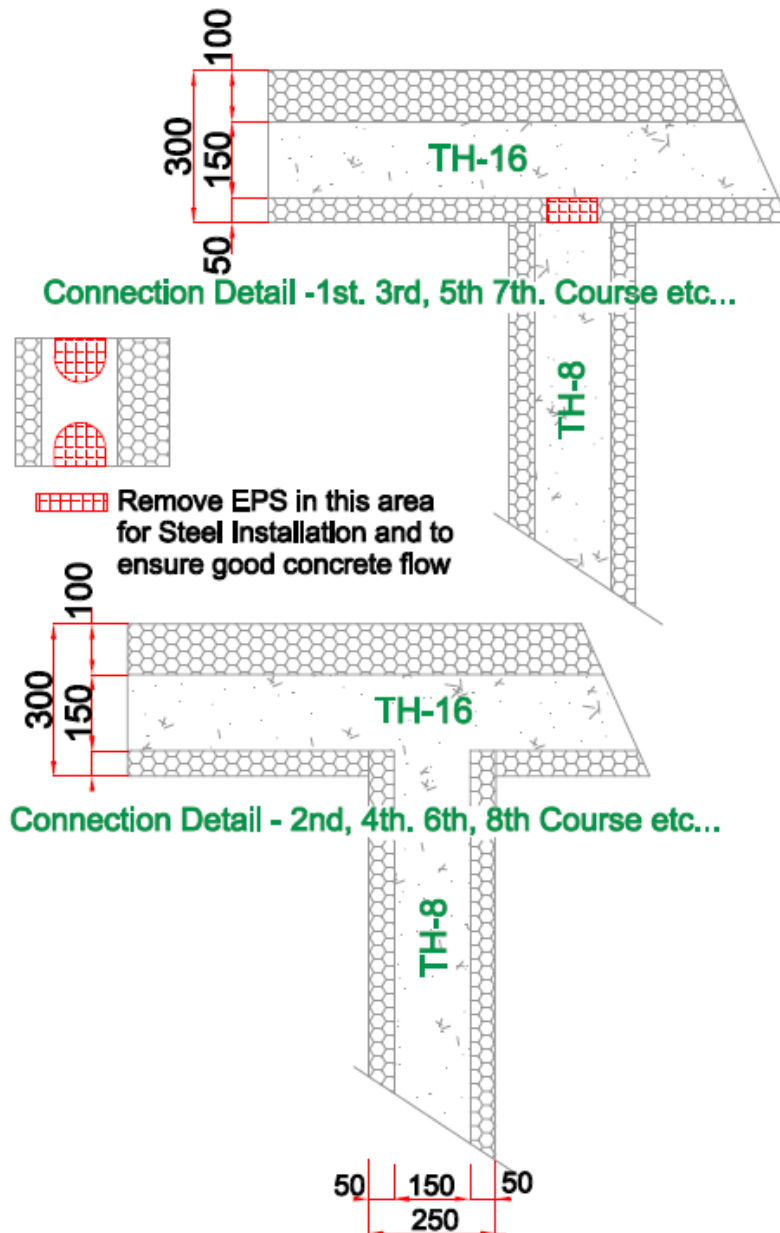 100
300
150
50
TH-16
Connection Detail -1st. 3rd, 5th 7th. Course etc...
TH-8
Remove EPS in this area
for Steel Installation and to
ensure good concrete flow
100
300
150
TH-16
Connection Detail - 2nd, 4th. 6th, 8th Course etc...
TH-8
50 150 50
250